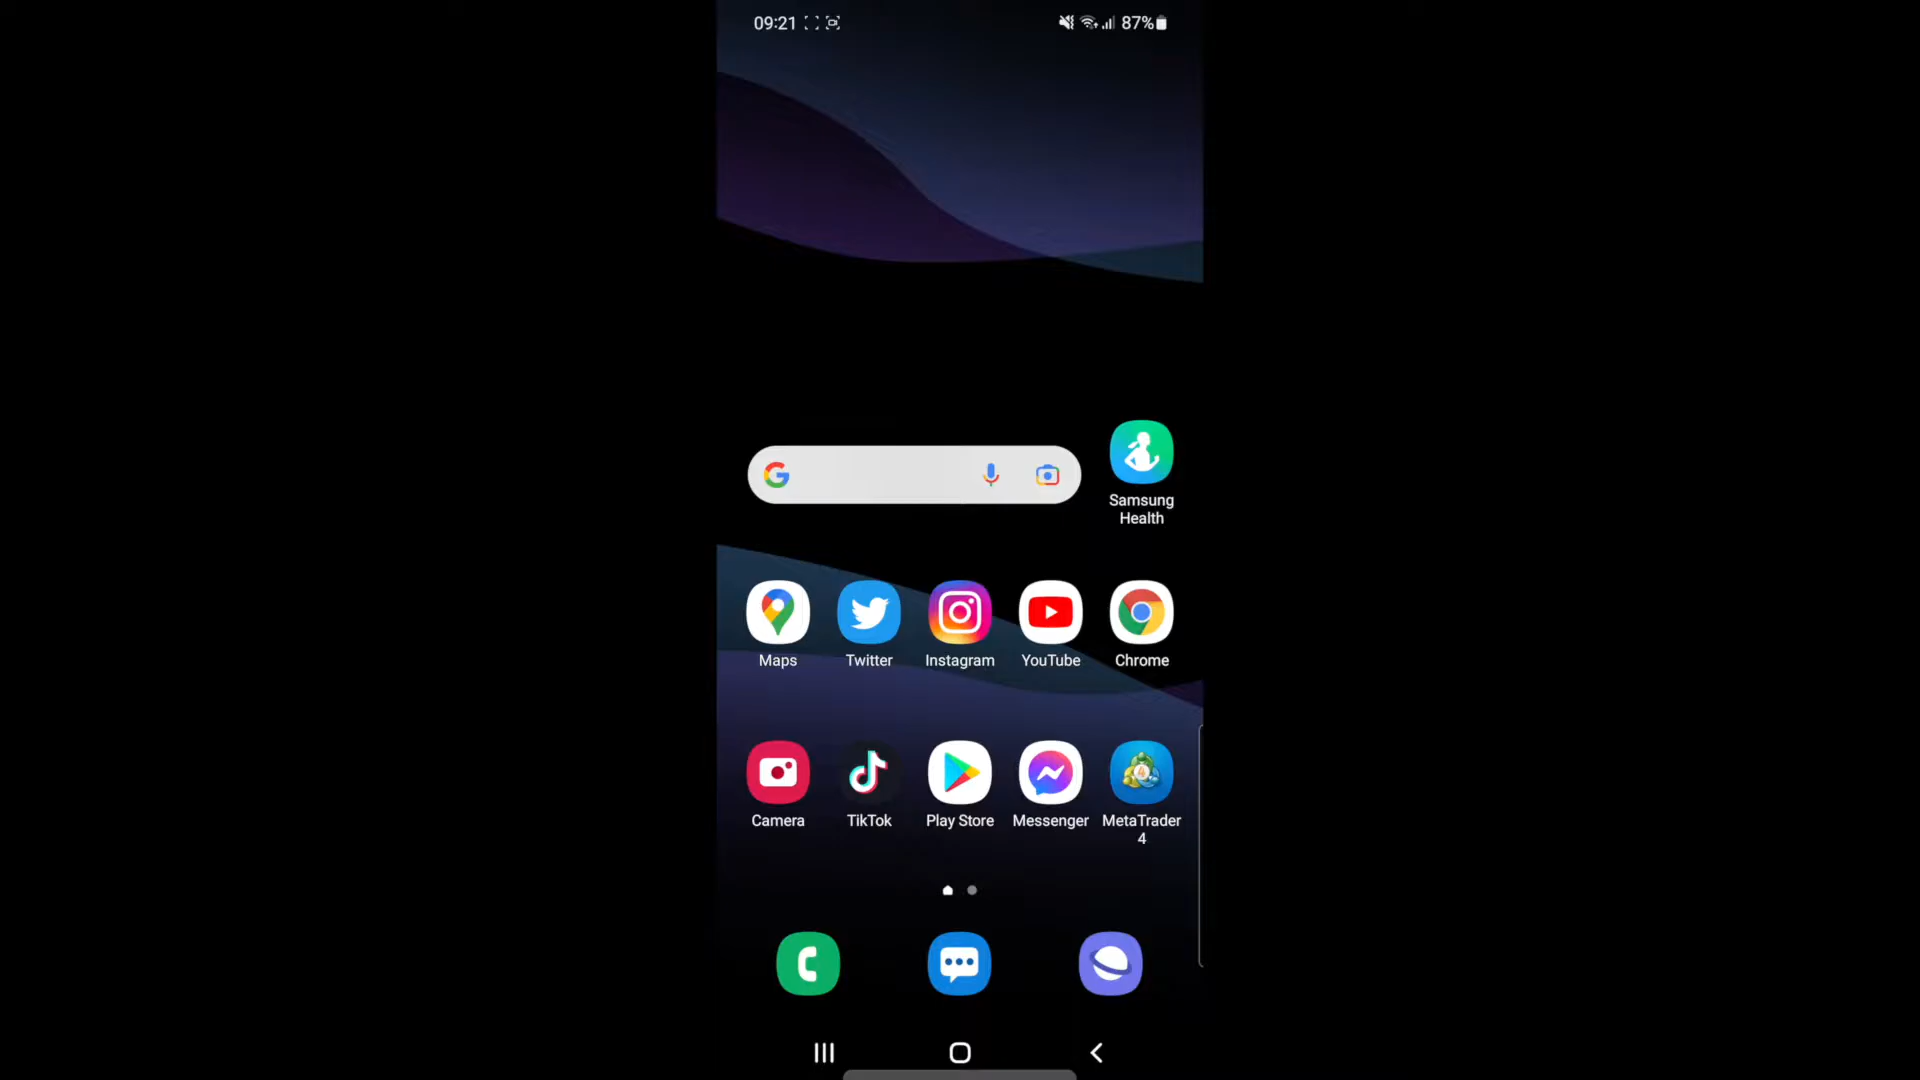 09:21
87%
Samsung
Health
Maps
Twitter
Instagram
YouTube
Chrome
Camera
TikTok
Play Store
Messenger
MetaTrader
4